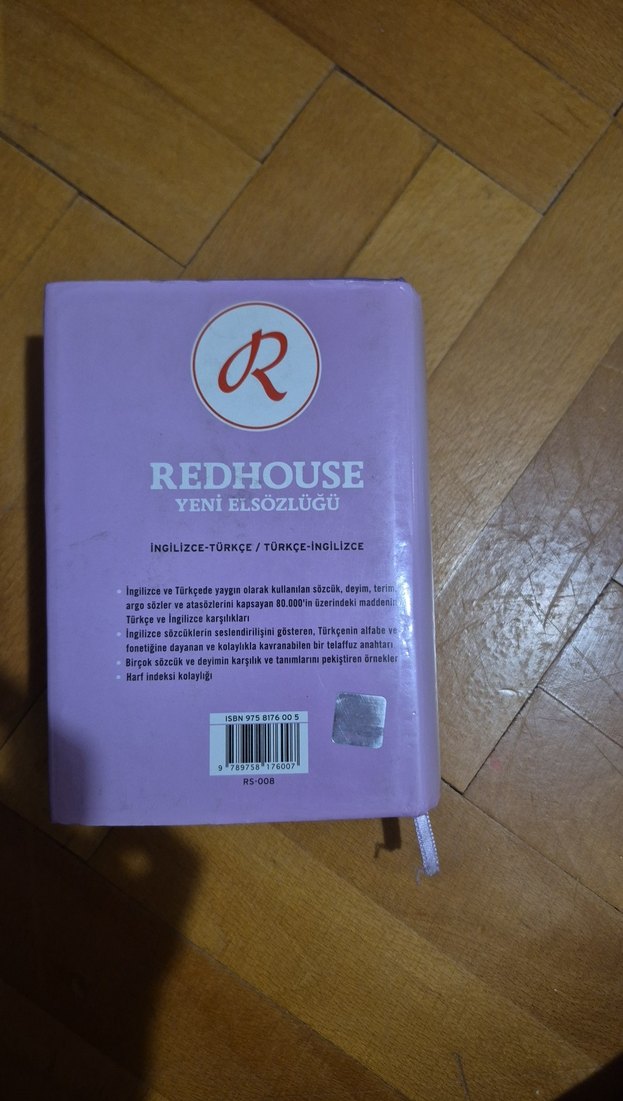 R
REDHOUSE
YENİ ELSÖZLÜĞÜ
İNGİLİZCE-TÜRKÇE / TÜRKÇE-İNGİLİZCE
İngilizce ve Türkçede yaygın olarak kullanılan sözcük, deyim, terim,
argo sözler ve atasözlerini kapsayan 80.000'in üzerindeki maddenin
Türkçe ve İngilizce karşılıkları
İngilizce sözcüklerin seslendirilişini gösteren, Türkçenin alfabe ve
fonetiğine dayanan ve kolaylıkla kavranabilen bir telaffuz anahtarı
Birçok sözcük ve deyimin karşılık ve tanımlarını pekiştiren örnekler
Harf indeksi kolaylığı
ISBN 975 8176 00 5
9 789758 176007
RS-008